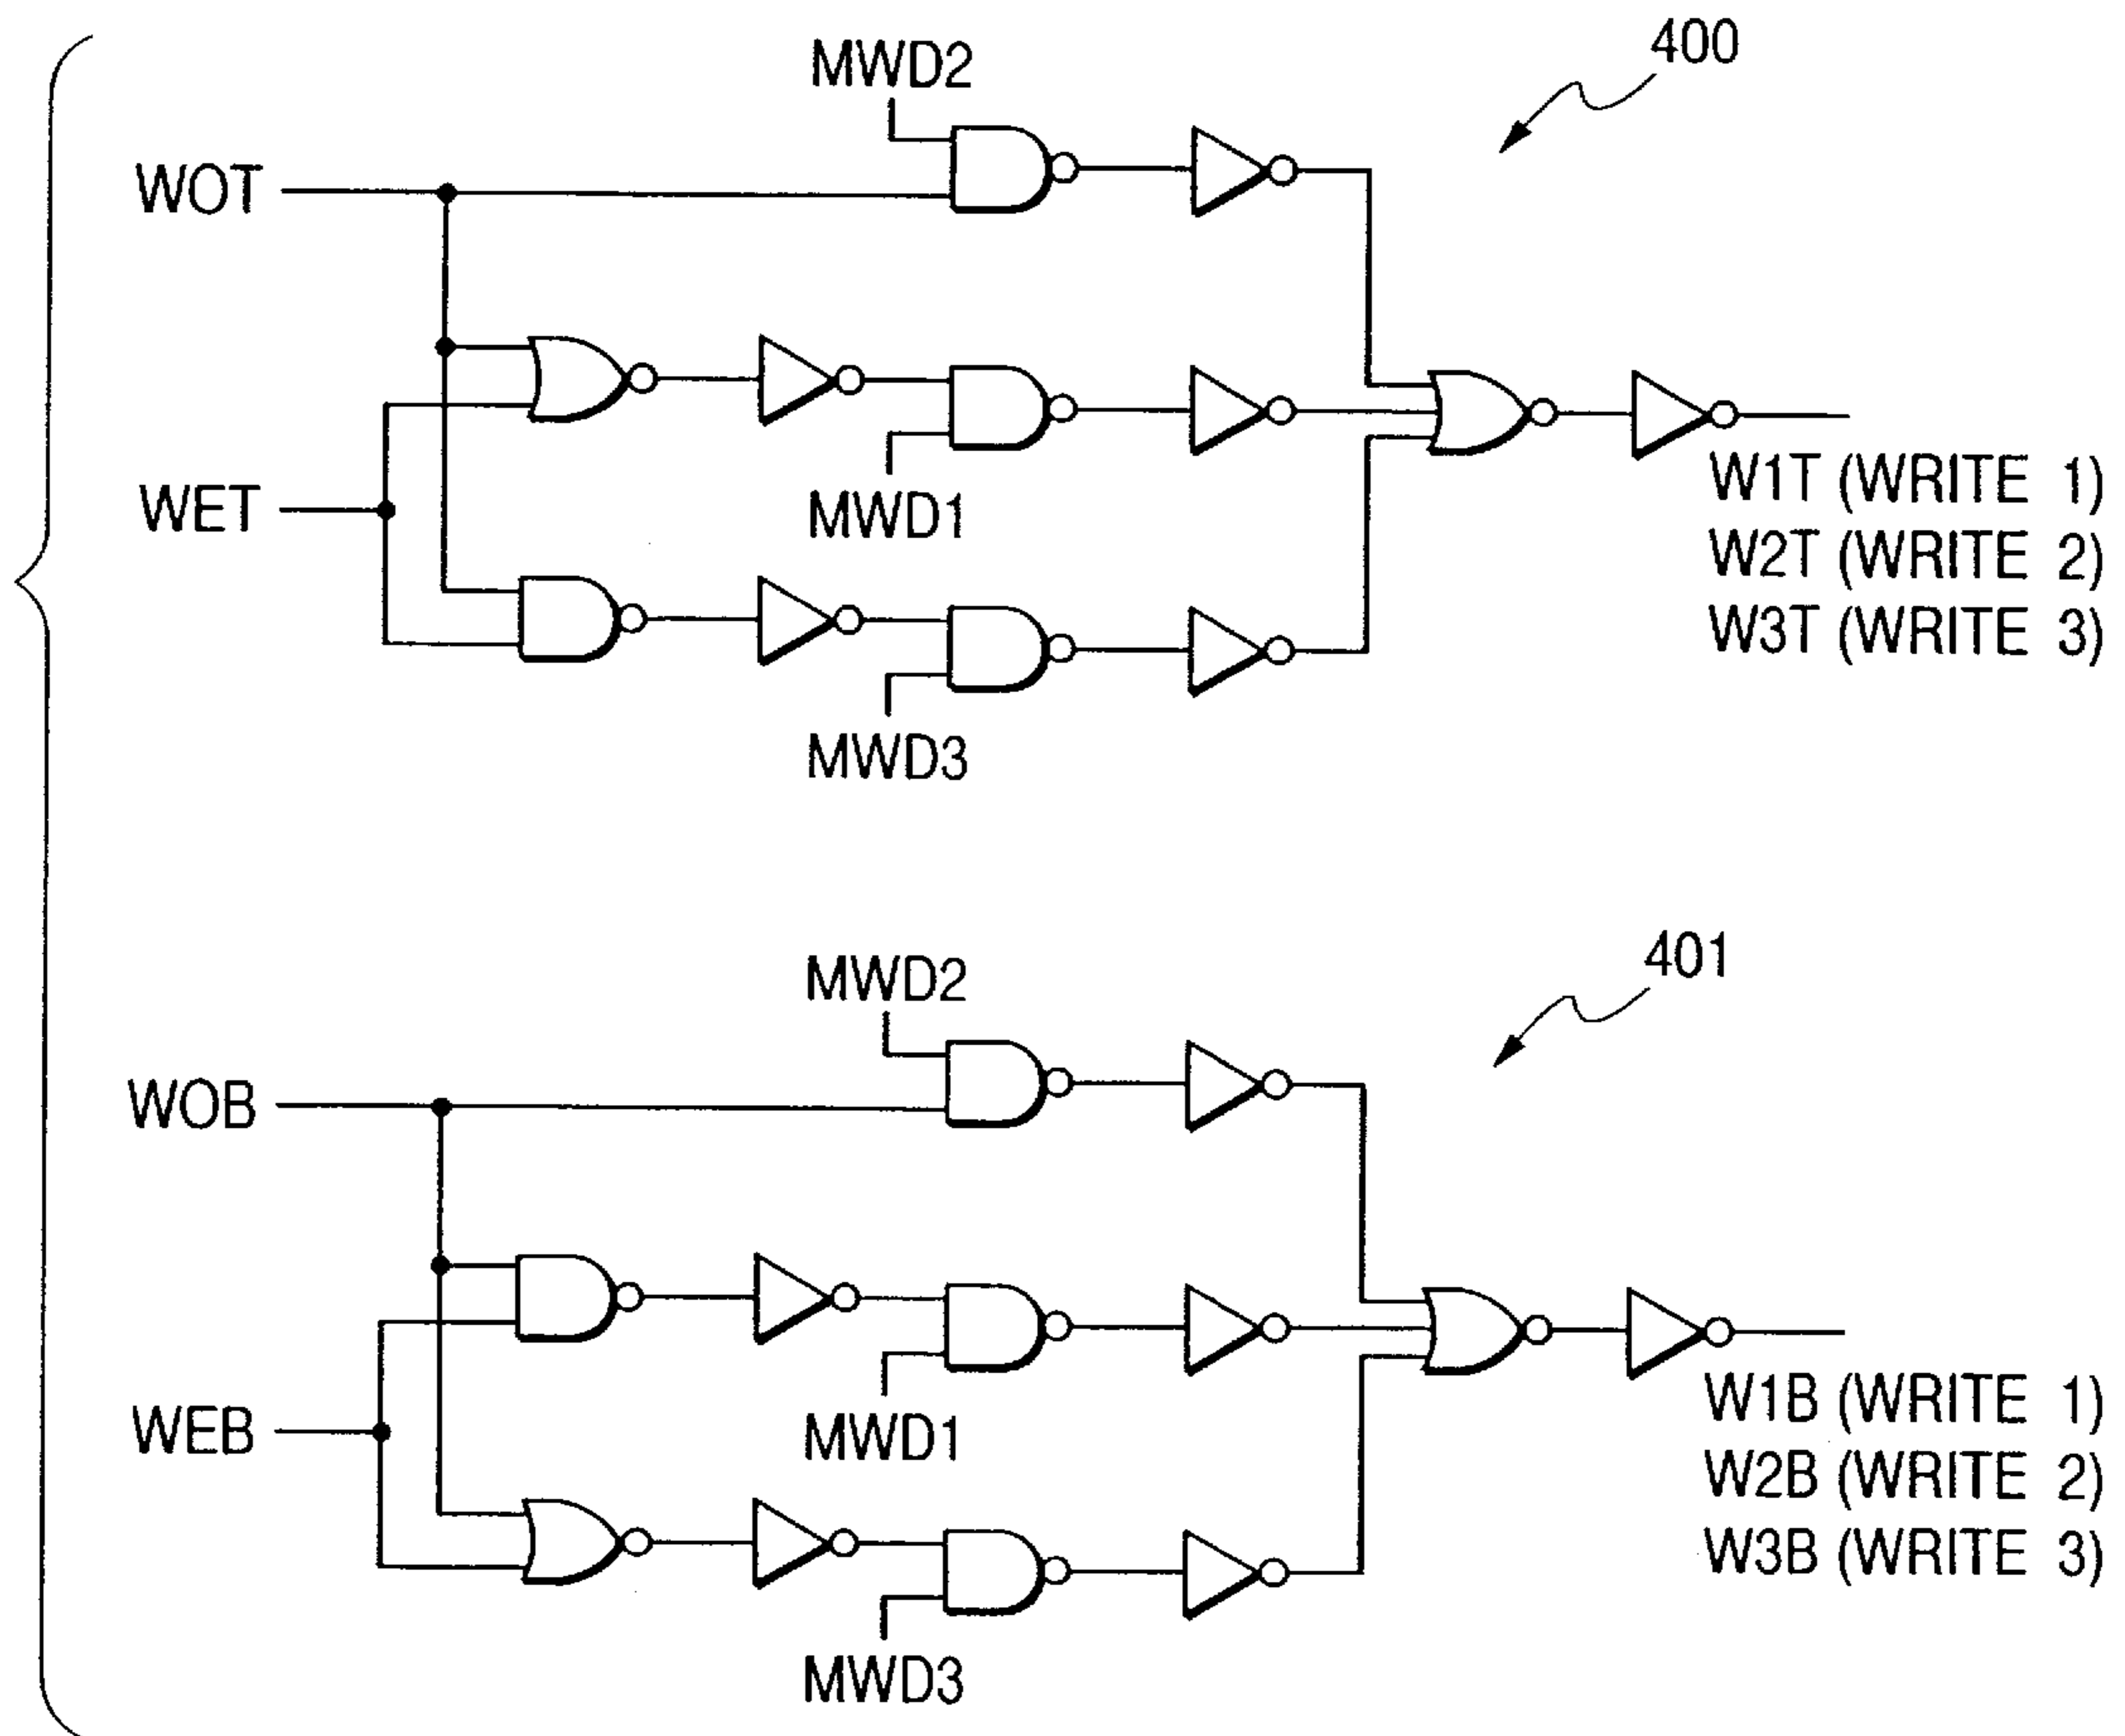 400
MWD2
WOT
WET
MWD1
W1T (WRITE 1)
W2T (WRITE 2)
W3T (WRITE 3)
MWD3
401
MWD2
WOB
WEB
MWD1
W1B (WRITE 1)
W2B (WRITE 2)
W3B (WRITE 3)
MWD3